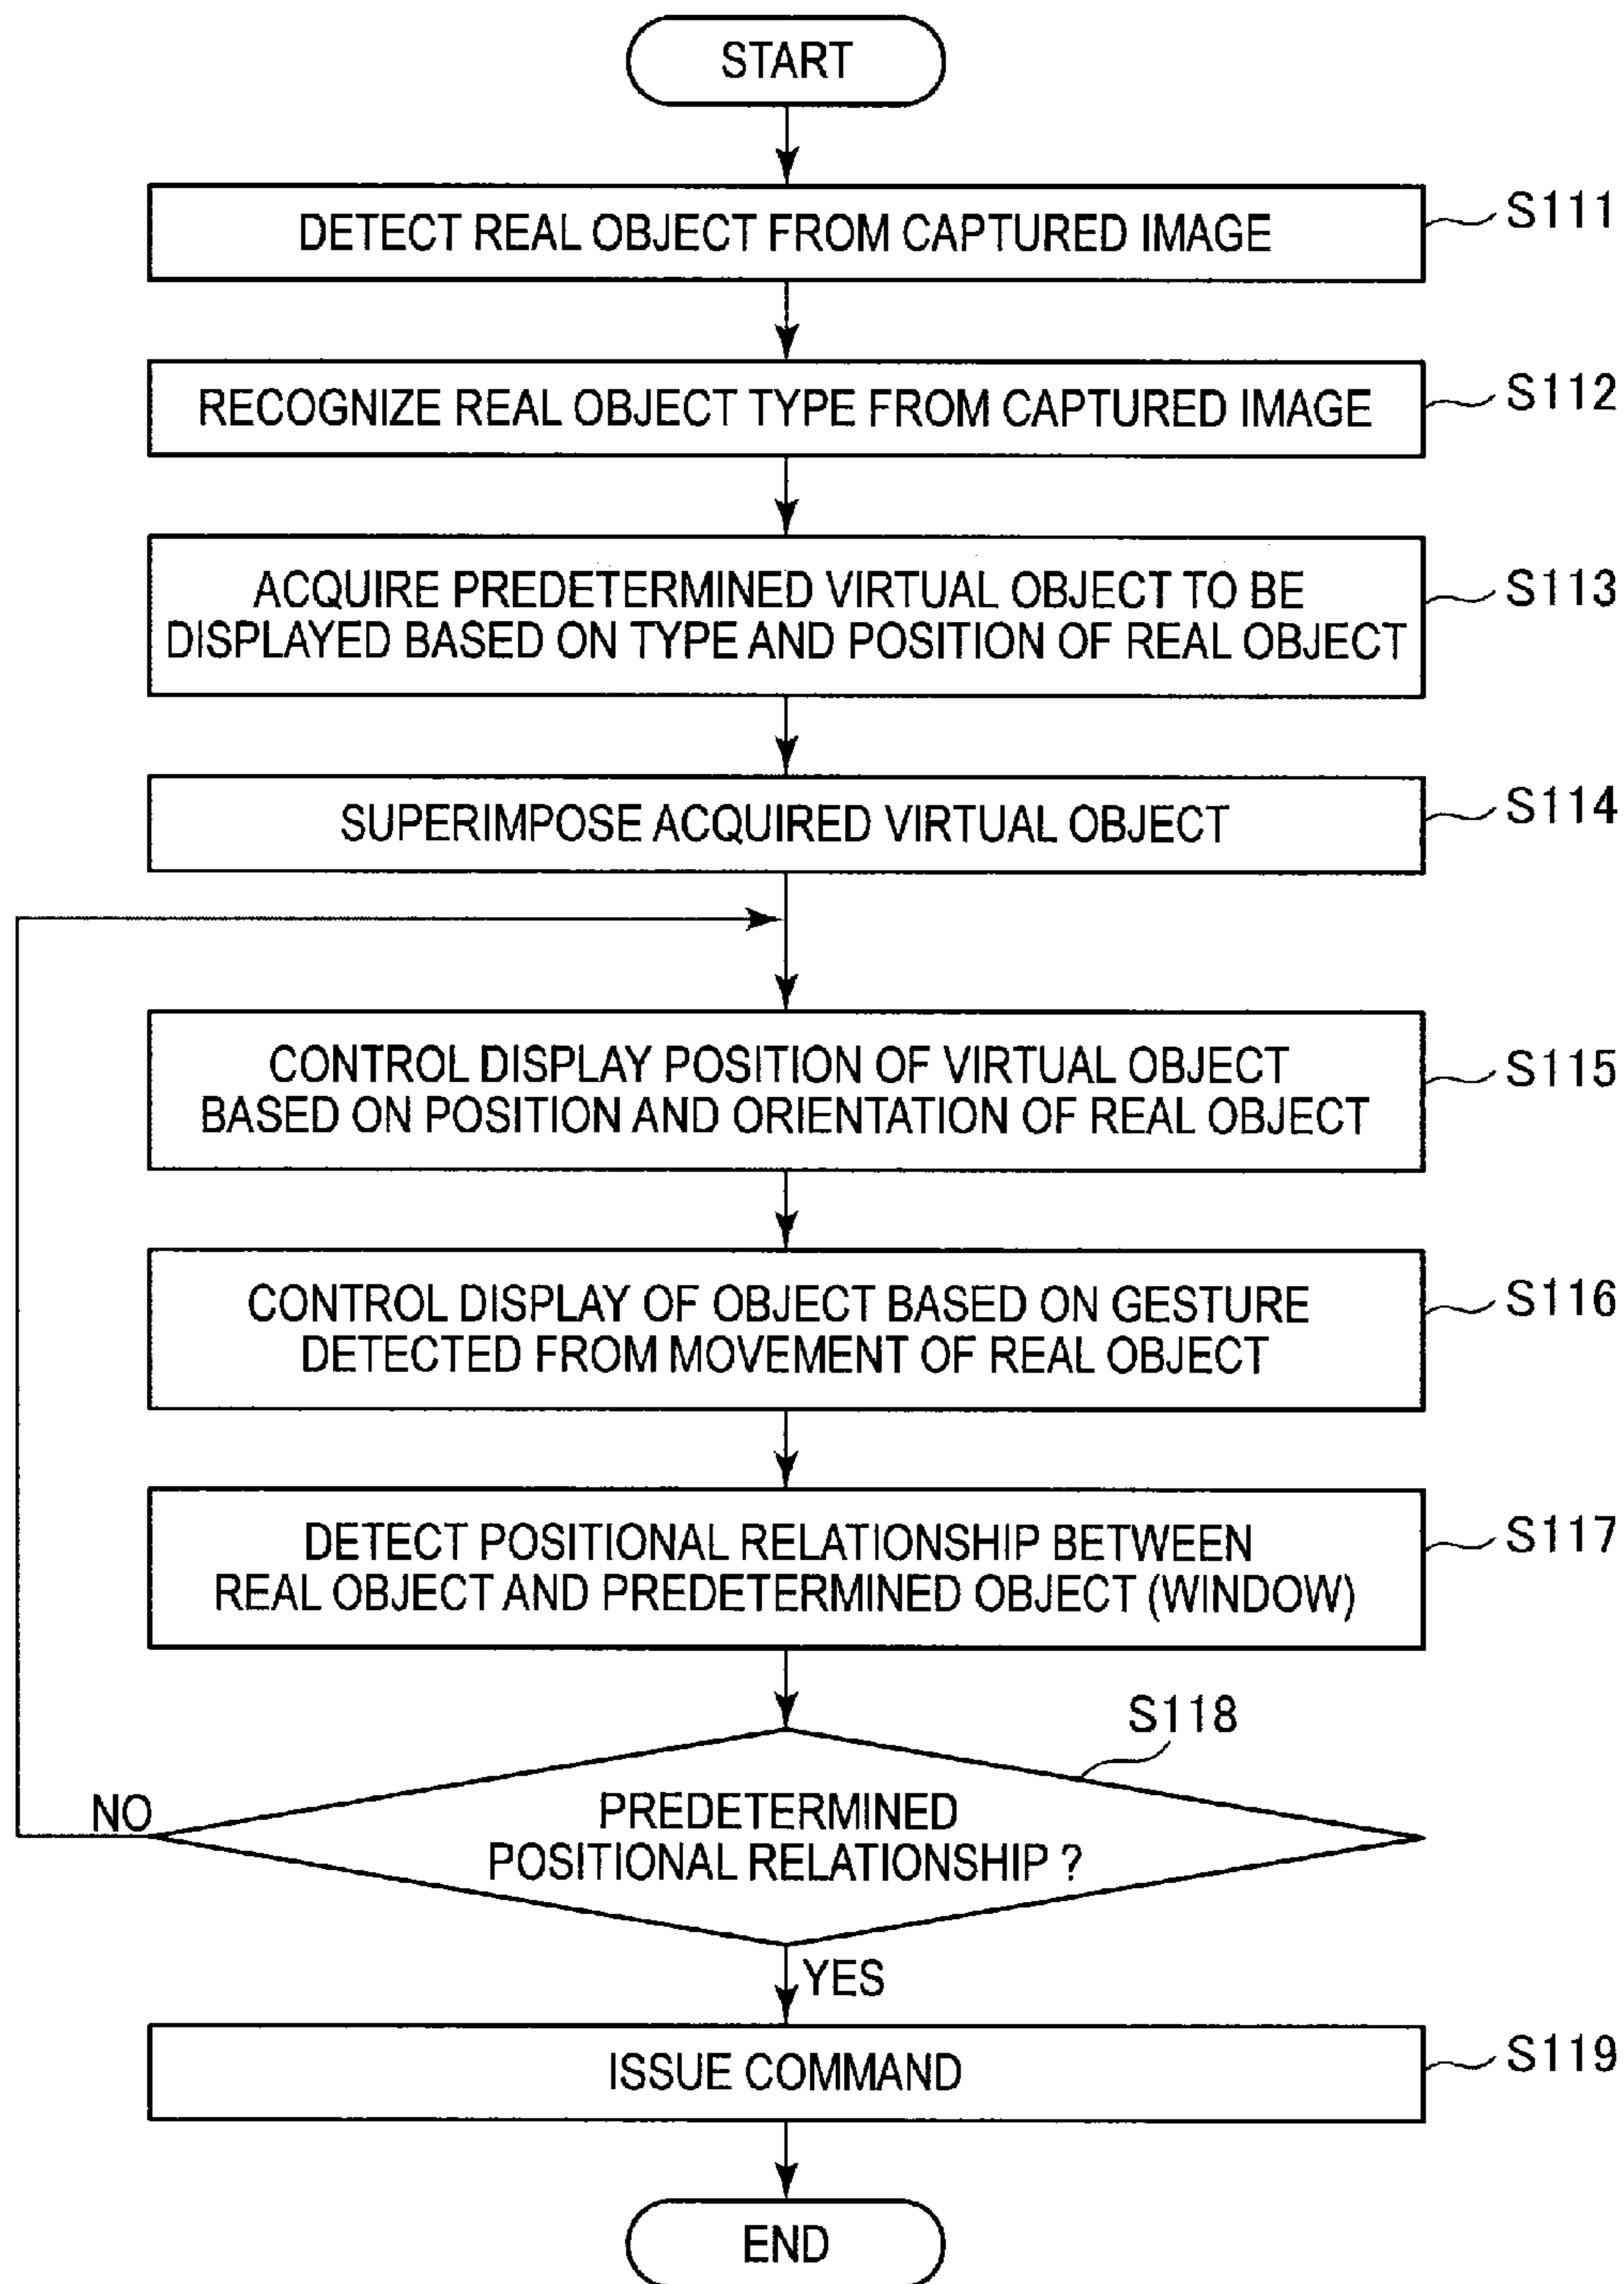 START
DETECT REAL OBJECT FROM CAPTURED IMAGE
S111
RECOGNIZE REAL OBJECT TYPE FROM CAPTURED IMAGE
S112
ACQUIRE PREDETERMINED VIRTUAL OBJECT TO BE
DISPLAYED BASED ON TYPE AND POSITION OF REAL OBJECT
S113
SUPERIMPOSE ACQUIRED VIRTUAL OBJECT
S114
CONTROL DISPLAY POSITION OF VIRTUAL OBJECT
BASED ON POSITION AND ORIENTATION OF REAL OBJECT
S115
CONTROL DISPLAY OF OBJECT BASED ON GESTURE
DETECTED FROM MOVEMENT OF REAL OBJECT
S116
DETECT POSITIONAL RELATIONSHIP BETWEEN
REAL OBJECT AND PREDETERMINED OBJECT (WINDOW)
S117
S118
NO
PREDETERMINED
POSITIONAL RELATIONSHIP ?
YES
ISSUE COMMAND
S119
END